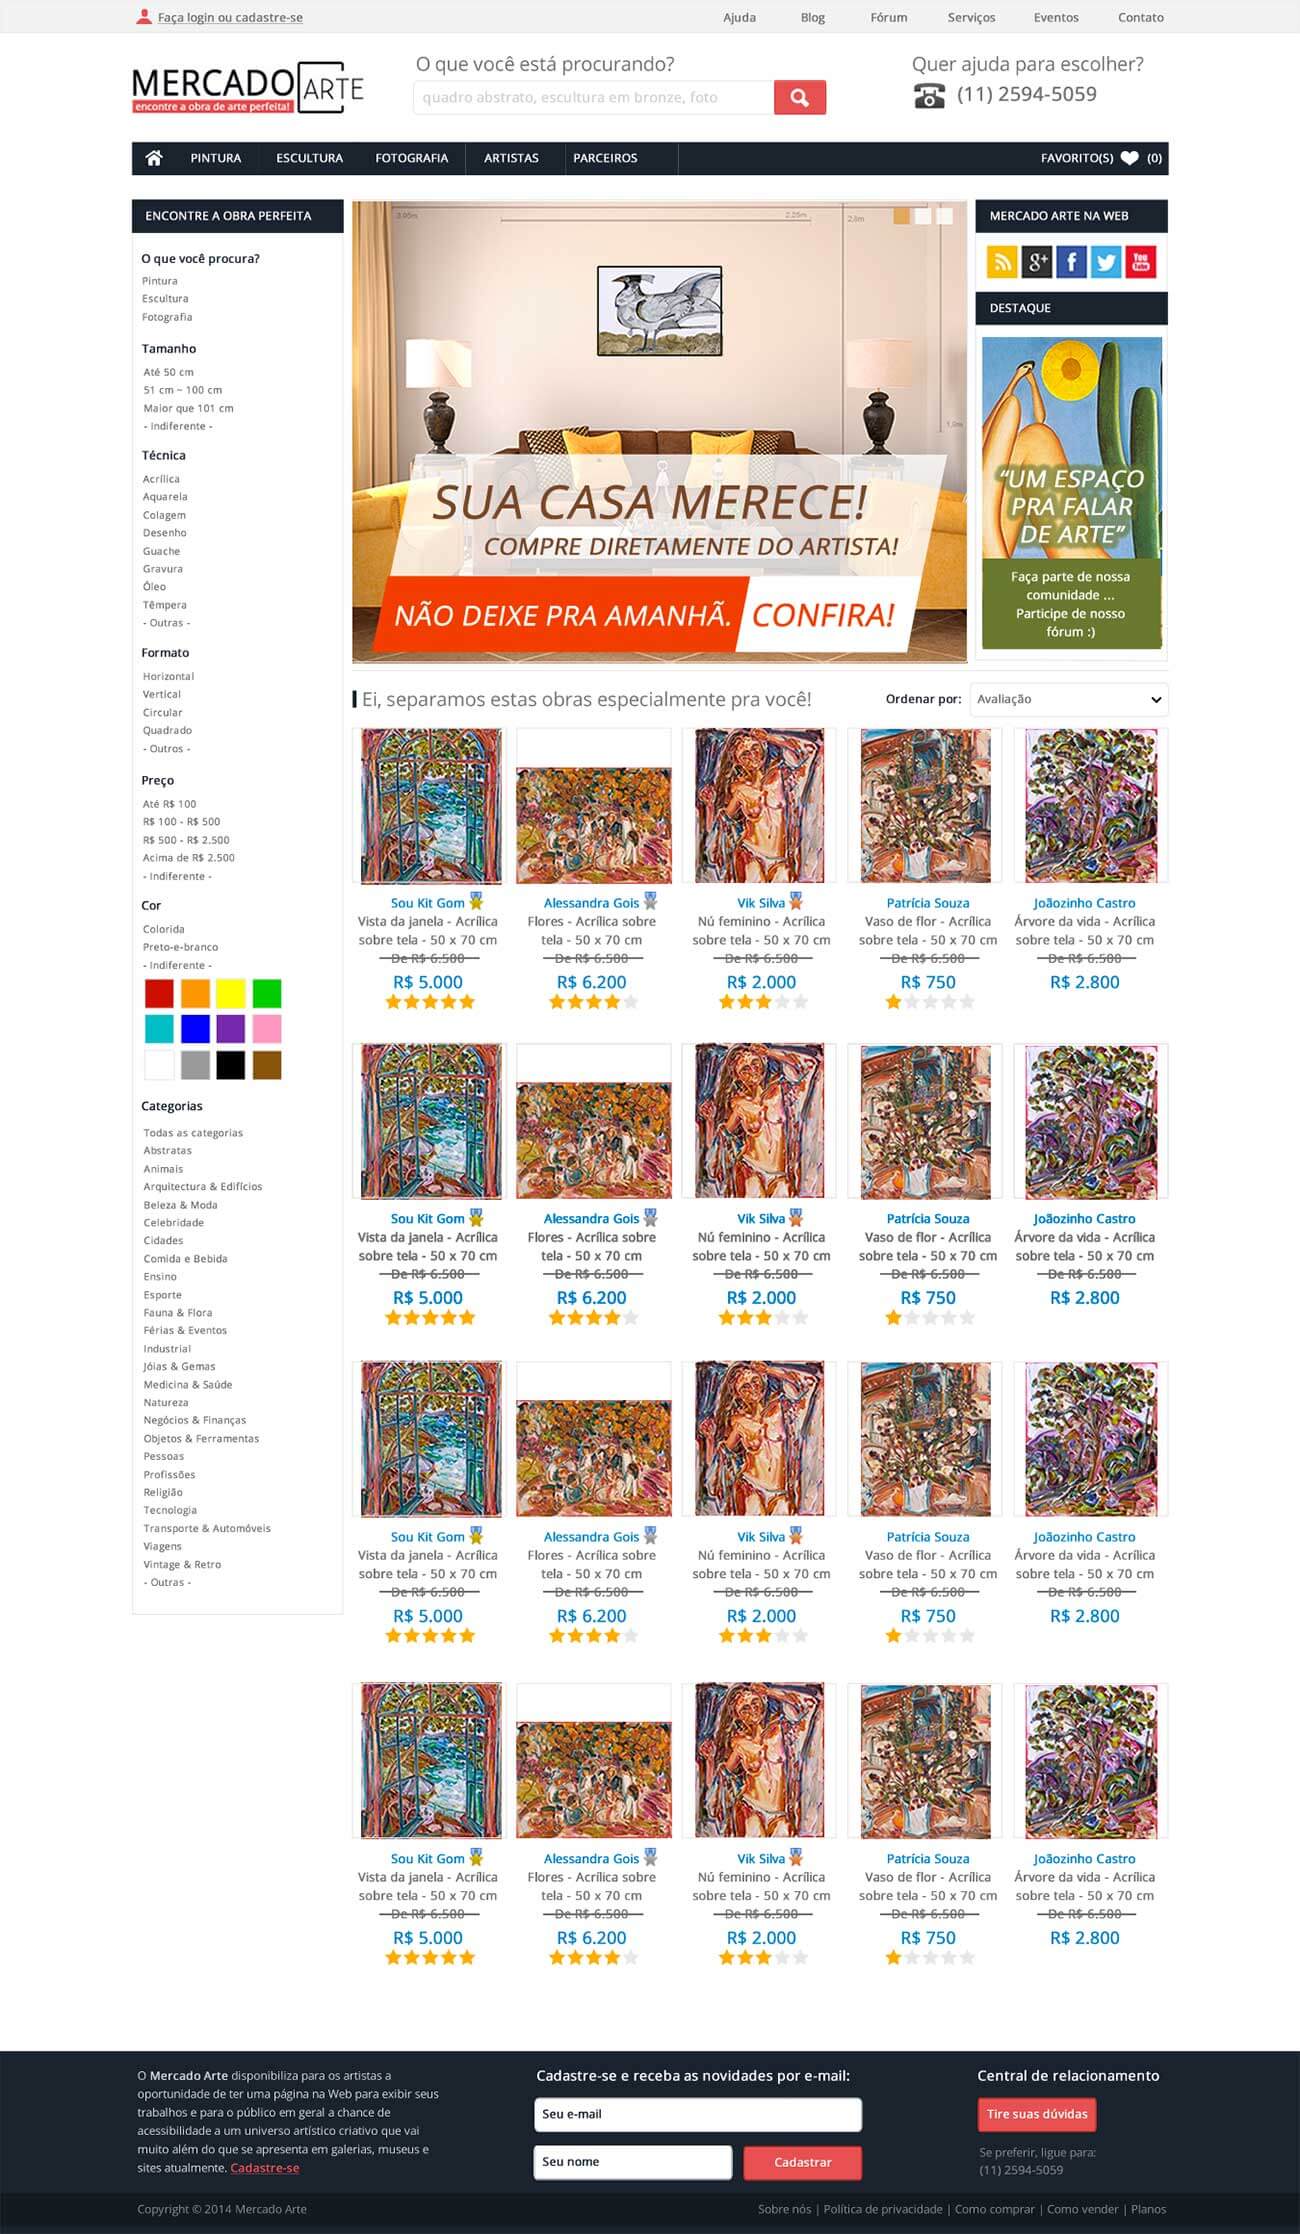 Faça login ou cadastre-se
Ajuda
Blog
Fórum
Serviços
Eventos
Contato
MERCADO ARTE
encontre a obra de arte perfeita!
O que você está procurando?
quadro abstrato, escultura em bronze, foto
Quer ajuda para escolher?
(11) 2594-5059
PINTURA
ESCULTURA
FOTOGRAFIA
ARTISTAS
PARCEIROS
FAVORITO(S) (0)
ENCONTRE A OBRA PERFEITA
O que você procura?
Pintura
Escultura
Fotografia
Tamanho
Até 50 cm
51 cm ~ 100 cm
Maior que 101 cm
- Indiferente -
Técnica
Acrílica
Aquarela
Colagem
Desenho
Guache
Gravura
Óleo
Têmpera
- Outras -
Formato
Horizontal
Vertical
Circular
Quadrado
- Outros -
Preço
Até R$ 100
R$ 100 - R$ 500
R$ 500 - R$ 2.500
Acima de R$ 2.500
- Indiferente -
Cor
Colorida
Preto-e-branco
- Indiferente -
Categorias
Todas as categorias
Abstratas
Animais
Arquitectura & Edifícios
Beleza & Moda
Celebridade
Cidades
Comida e Bebida
Ensino
Esporte
Fauna & Flora
Férias & Eventos
Industrial
Jóias & Gemas
Medicina & Saúde
Natureza
Negócios & Finanças
Objetos & Ferramentas
Pessoas
Profissões
Religião
Tecnologia
Transporte & Automóveis
Viagens
Vintage & Retro
- Outras -
2,25m
SUA CASA MERECE!
COMPRE DIRETAMENTE DO ARTISTA!
NÃO DEIXE PRA AMANHÃ. CONFIRA!
MERCADO ARTE NA WEB
g+
f
You
Tube
DESTAQUE
“UM ESPAÇO
PRA FALAR
DE ARTE”
Faça parte de nossa
comunidade ...
Participe de nosso
fórum :)
Ei, separamos estas obras especialmente pra você!
Ordenar por:
Avaliação
Sou Kit Gom
Vista da janela - Acrílica
sobre tela - 50 x 70 cm
De R$ 6.500
R$ 5.000
Alessandra Gois
Flores - Acrílica sobre
tela - 50 x 70 cm
De R$ 6.500
R$ 6.200
Vik Silva
Nú feminino - Acrílica
sobre tela - 50 x 70 cm
De R$ 6.500
R$ 2.000
Patrícia Souza
Vaso de flor - Acrílica
sobre tela - 50 x 70 cm
De R$ 6.500
R$ 750
Joãozinho Castro
Árvore da vida - Acrílica
sobre tela - 50 x 70 cm
De R$ 6.500
R$ 2.800
Sou Kit Gom
Vista da janela - Acrílica
sobre tela - 50 x 70 cm
De R$ 6.500
R$ 5.000
Alessandra Gois
Flores - Acrílica sobre
tela - 50 x 70 cm
De R$ 6.500
R$ 6.200
Vik Silva
Nú feminino - Acrílica
sobre tela - 50 x 70 cm
De R$ 6.500
R$ 2.000
Patrícia Souza
Vaso de flor - Acrílica
sobre tela - 50 x 70 cm
De R$ 6.500
R$ 750
Joãozinho Castro
Árvore da vida - Acrílica
sobre tela - 50 x 70 cm
De R$ 6.500
R$ 2.800
Sou Kit Gom
Vista da janela - Acrílica
sobre tela - 50 x 70 cm
De R$ 6.500
R$ 5.000
Alessandra Gois
Flores - Acrílica sobre
tela - 50 x 70 cm
De R$ 6.500
R$ 6.200
Vik Silva
Nú feminino - Acrílica
sobre tela - 50 x 70 cm
De R$ 6.500
R$ 2.000
Patrícia Souza
Vaso de flor - Acrílica
sobre tela - 50 x 70 cm
De R$ 6.500
R$ 750
Joãozinho Castro
Árvore da vida - Acrílica
sobre tela - 50 x 70 cm
De R$ 6.500
R$ 2.800
Sou Kit Gom
Vista da janela - Acrílica
sobre tela - 50 x 70 cm
De R$ 6.500
R$ 5.000
Alessandra Gois
Flores - Acrílica sobre
tela - 50 x 70 cm
De R$ 6.500
R$ 6.200
Vik Silva
Nú feminino - Acrílica
sobre tela - 50 x 70 cm
De R$ 6.500
R$ 2.000
Patrícia Souza
Vaso de flor - Acrílica
sobre tela - 50 x 70 cm
De R$ 6.500
R$ 750
Joãozinho Castro
Árvore da vida - Acrílica
sobre tela - 50 x 70 cm
De R$ 6.500
R$ 2.800
O Mercado Arte disponibiliza para os artistas a
oportunidade de ter uma página na Web para exibir seus
trabalhos e para o público em geral a chance de
acessibilidade a um universo artístico criativo que vai
muito além do que se apresenta em galerias, museus e
sites atualmente. Cadastre-se
Cadastre-se e receba as novidades por e-mail:
Seu e-mail
Seu nome
Cadastrar
Central de relacionamento
Tire suas dúvidas
Se preferir, ligue para:
(11) 2594-5059
Copyright © 2014 Mercado Arte
Sobre nós | Política de privacidade | Como comprar | Como vender | Planos